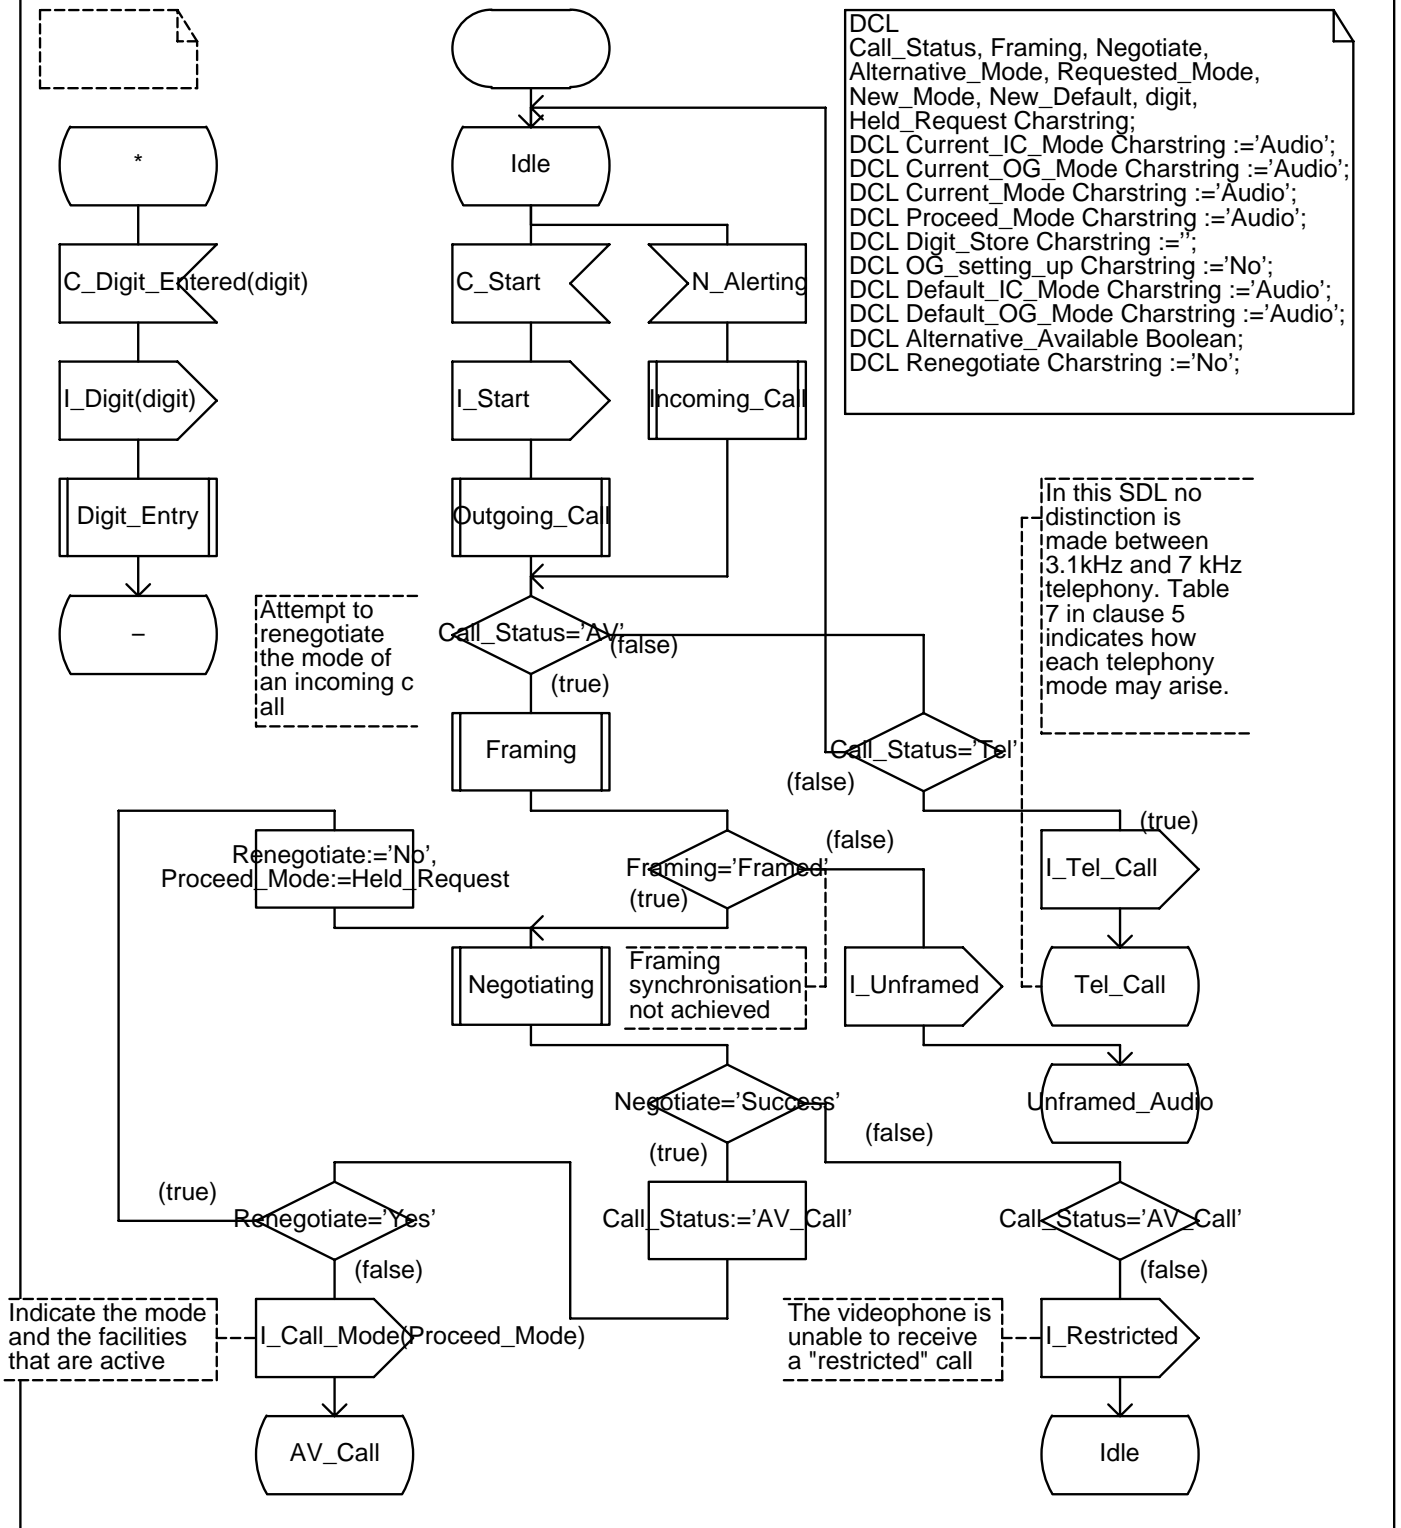 DCL
Call_Status, Framing, Negotiate,
Alternative_Mode, Requested_Mode,
New_Mode, New_Default, digit,
Held_Request Charstring;
DCL Current_IC_Mode Charstring :=’Audio’;
DCL Current_OG_Mode Charstring :=’Audio’;
DCL Current_Mode Charstring :=’Audio’;
DCL Proceed_Mode Charstring :=’Audio’;
DCL Digit_Store Charstring :=’’;
DCL OG_setting_up Charstring :=’No’;
DCL Default_IC_Mode Charstring :=’Audio’;
DCL Default_OG_Mode Charstring :=’Audio’;
DCL Alternative_Available Boolean;
DCL Renegotiate Charstring :=’No’;
*
Idle
C_Digit_Entered(digit)
C_Start
N_Alerting
I_Digit(digit)
I_Start
Incoming_Call
Digit_Entry
Outgoing_Call
In this SDL no
distinction is
made between
3.1kHz and 7 kHz
telephony. Table
7 in clause 5
indicates how
each telephony
mode may arise.
–
Attempt to
renegotiate
the mode of
an incoming c
all
Call_Status=’AV’
(false)
(true)
Framing
Call_Status=’Tel’
(false)
(true)
Renegotiate:=’No’,
Proceed_Mode:=Held_Request
Framing=’Framed’
(false)
(true)
I_Tel_Call
Negotiating
Framing
synchronisation
not achieved
I_Unframed
Tel_Call
Negotiate=’Success’
Unframed_Audio
(false)
(true)
(true)
Renegotiate=’Yes’
Call_Status:=’AV_Call’
Call_Status=’AV_Call’
(false)
(false)
Indicate the mode
and the facilities
that are active
I_Call_Mode(Proceed_Mode)
The videophone is
unable to receive
a "restricted" call
I_Restricted
AV_Call
Idle